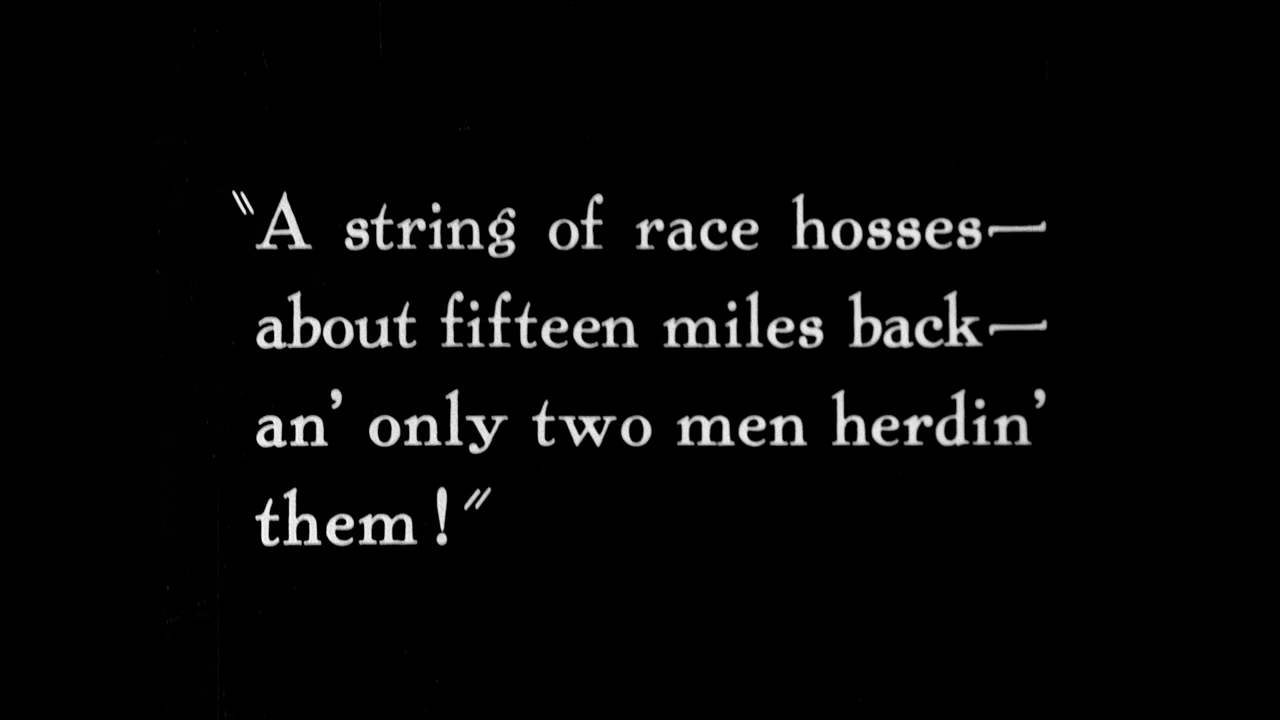 "A string of race hosses—
about fifteen miles back—
an' only two men herdin'
them!"